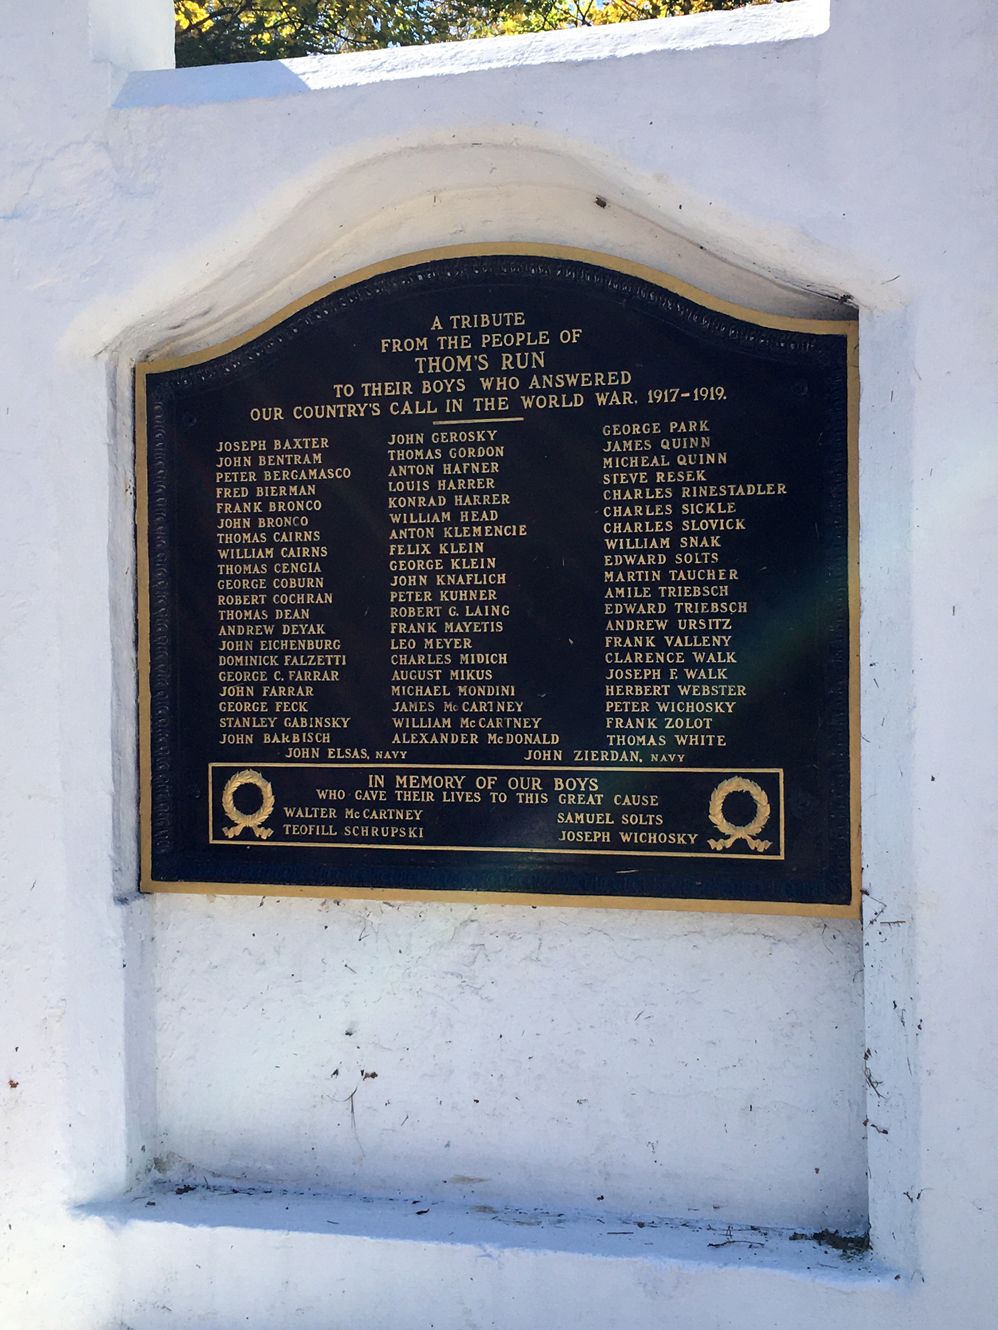 A TRIBUTE
FROM THE PEOPLE OF
THOM'S RUN
TO THEIR BOYS WHO ANSWERED
OUR COUNTRY'S CALL IN THE WORLD WAR. 1917-1919.
JOSEPH BAXTER
JOHN BENTRAM
PETER BERGAMASCO
FRED BIERMAN
FRANK BRONCO
JOHN BRONCO
THOMAS CAIRNS
WILLIAM CAIRNS
THOMAS CENGIA
GEORGE COBURN
ROBERT COCHRAN
THOMAS DEAN
ANDREW DEYAK
JOHN EICHENBURG
DOMINICK FALZETTI
GEORGE C. FARRAR
JOHN FARRAR
GEORGE FECK
STANLEY GABINSKY
JOHN BARBISCH
JOHN GEROSKY
THOMAS GORDON
ANTON HAFNER
LOUIS HARRER
KONRAD HARRER
WILLIAM HEAD
ANTON KLEMENCIE
FELIX KLEIN
GEORGE KLEIN
JOHN KNAFLICH
PETER KUHNER
ROBERT G. LAING
FRANK MAYETIS
LEO MEYER
CHARLES MIDICH
AUGUST MIKUS
MICHAEL MONDINI
JAMES McCARTNEY
WILLIAM McCARTNEY
ALEXANDER McDONALD
GEORGE PARK
JAMES QUINN
MICHEAL QUINN
STEVE RESEK
CHARLES RINESTADLER
CHARLES SICKLE
CHARLES SLOVICK
WILLIAM SNAK
EDWARD SOLTS
MARTIN TAUCHER
AMILE TRIEBSCH
EDWARD TRIEBSCH
ANDREW URSITZ
FRANK VALLENY
CLARENCE WALK
JOSEPH F. WALK
HERBERT WEBSTER
PETER WICHOSKY
FRANK ZOLOT
THOMAS WHITE
JOHN ELSAS, NAVY
JOHN ZIERDAN, NAVY
IN MEMORY OF OUR BOYS
WHO GAVE THEIR LIVES TO THIS GREAT CAUSE
WALTER McCARTNEY
TEOFILL SCHRUPSKI
SAMUEL SOLTS
JOSEPH WICHOSKY